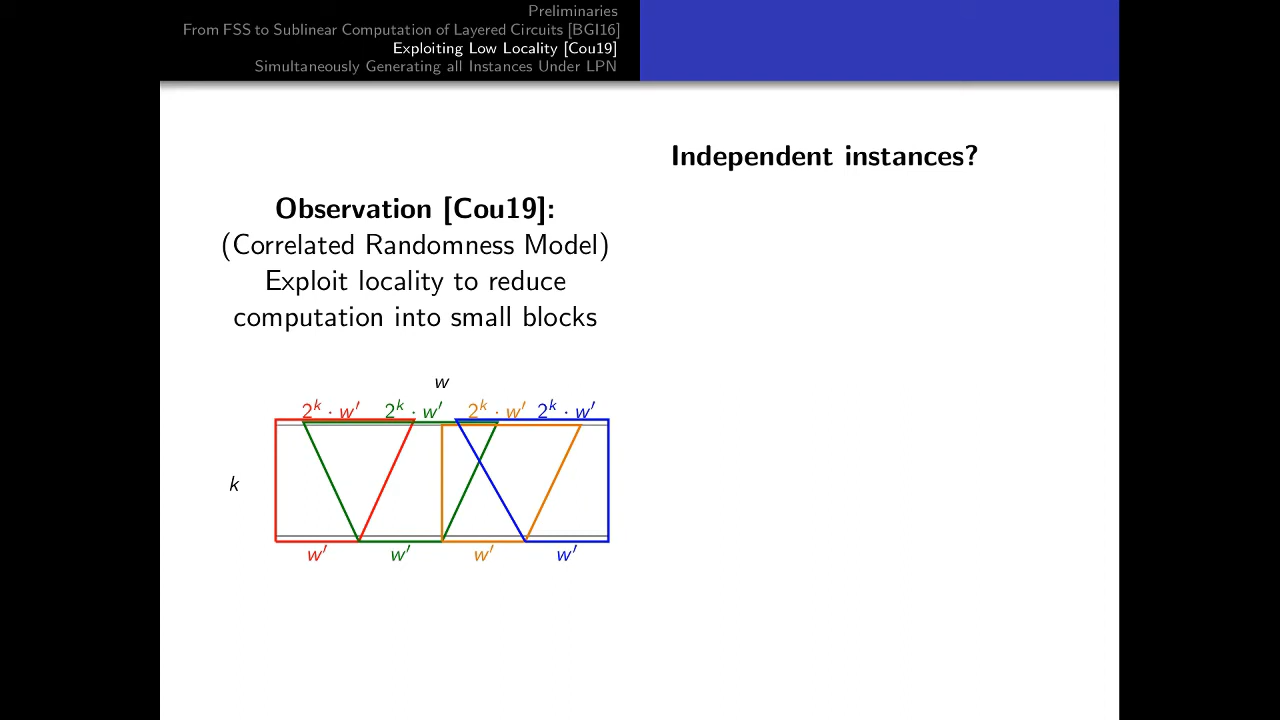 Preliminaries
From FSS to Sublinear Computation of Layered Circuits [BGI16]
Exploiting Low Locality [Cou19]
Simultaneously Generating all Instances Under LPN
Independent instances?
Observation [Cou19]:
(Correlated Randomness Model)
Exploit locality to reduce
computation into small blocks
w
2^k · w′ 2^k · w′ 2^k · w′ 2^k · w′
k
w′ w′ w′ w′